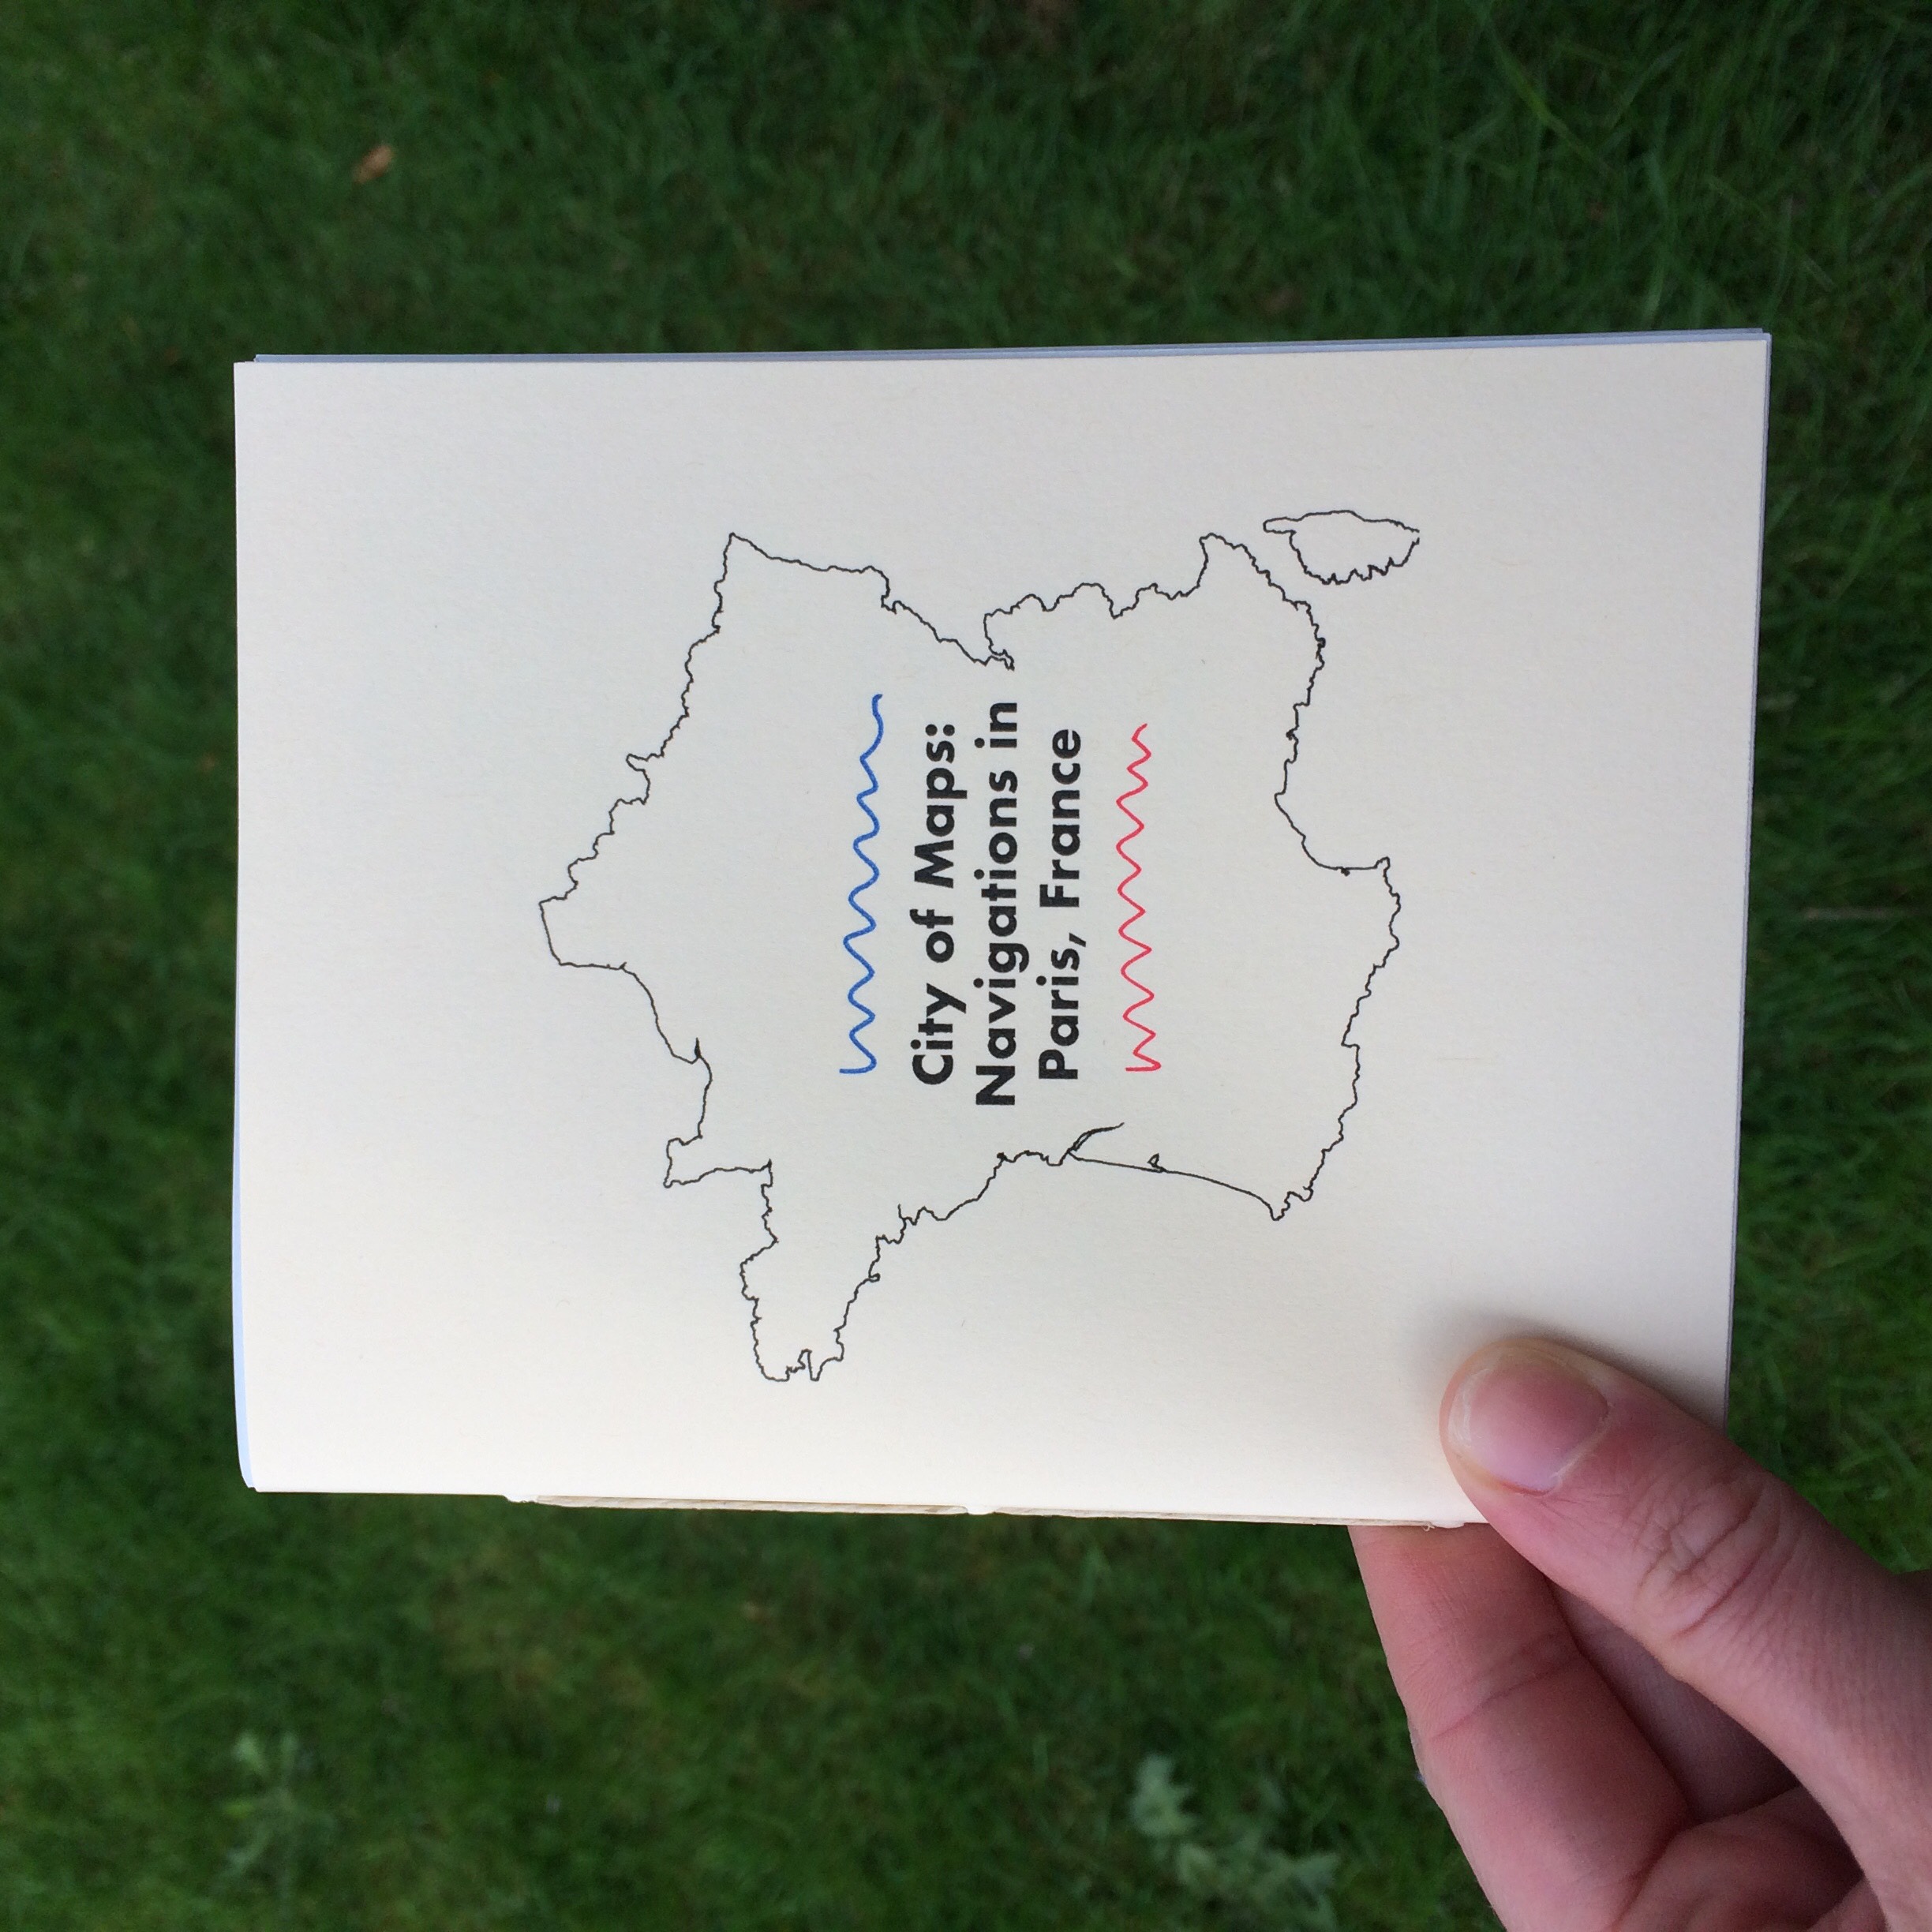 City of Maps:
Navigations in
Paris, France